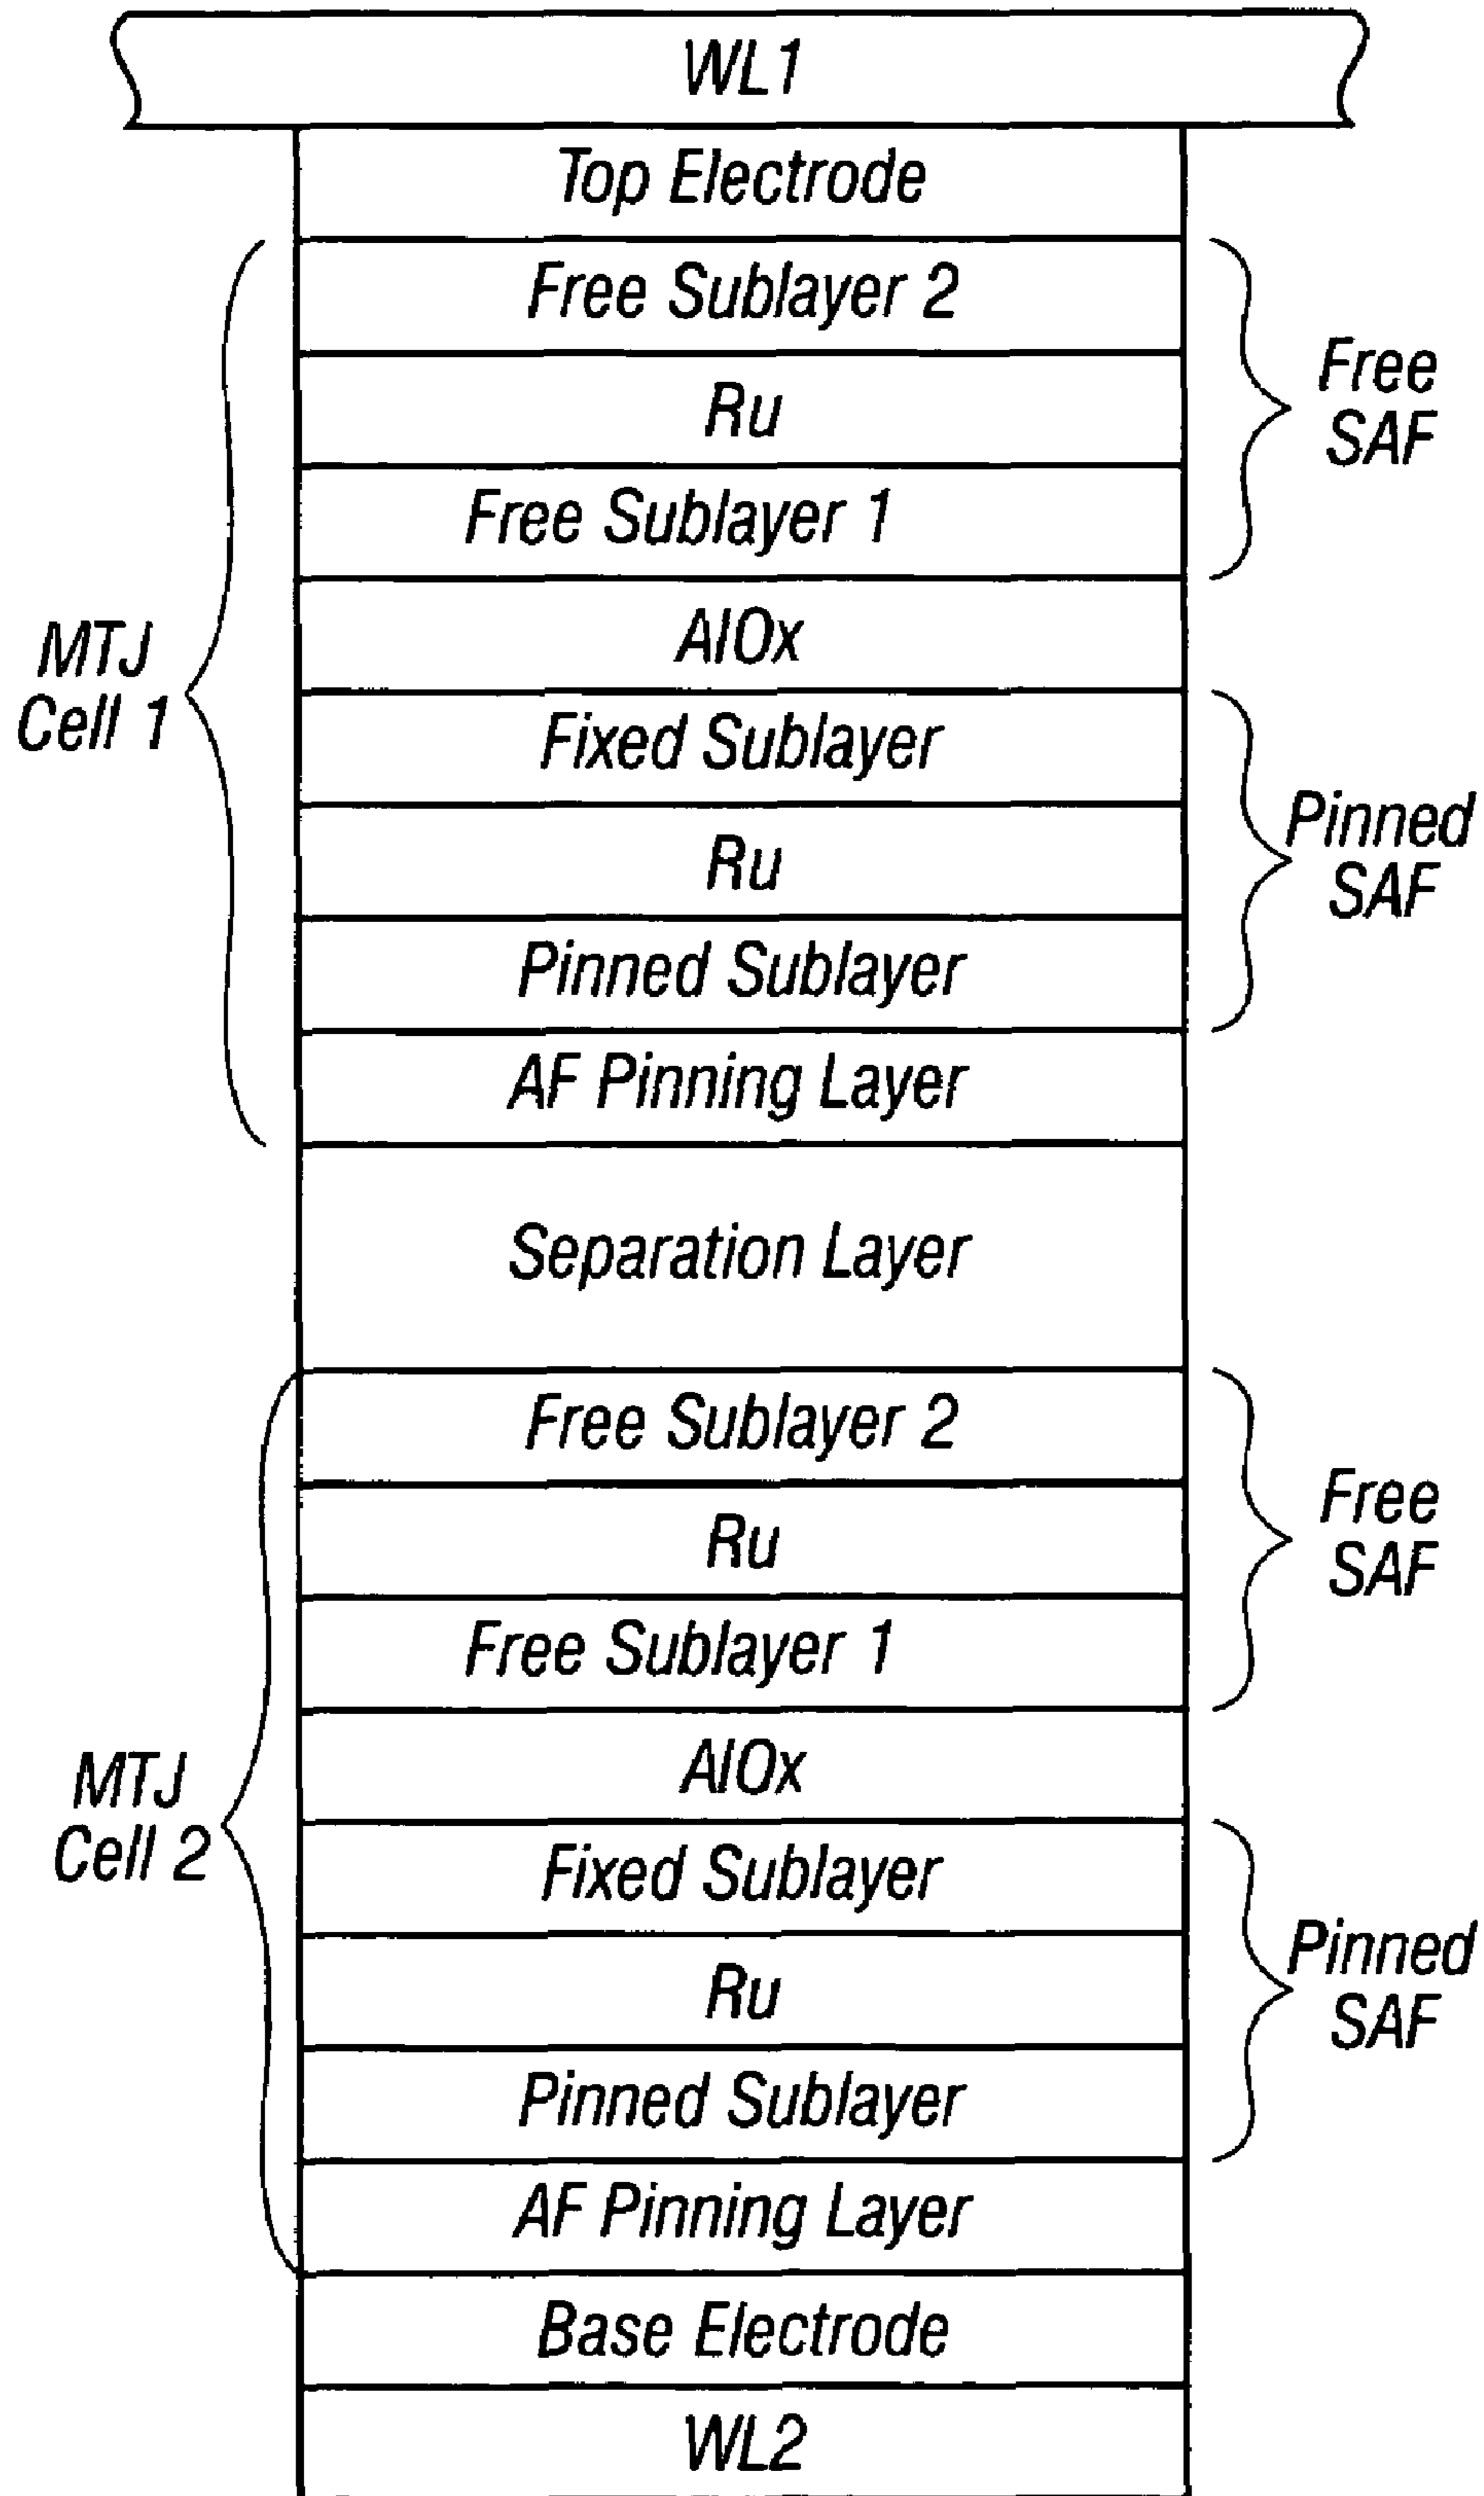 WL1
Top Electrode
Free Sublayer 2
Ru
Free Sublayer 1
Free
SAF
AlOx
MTJ
Cell 1
Fixed Sublayer
Ru
Pinned Sublayer
Pinned
SAF
AF Pinning Layer
Separation Layer
Free Sublayer 2
Ru
Free Sublayer 1
Free
SAF
AlOx
MTJ
Cell 2
Fixed Sublayer
Ru
Pinned Sublayer
Pinned
SAF
AF Pinning Layer
Base Electrode
WL2